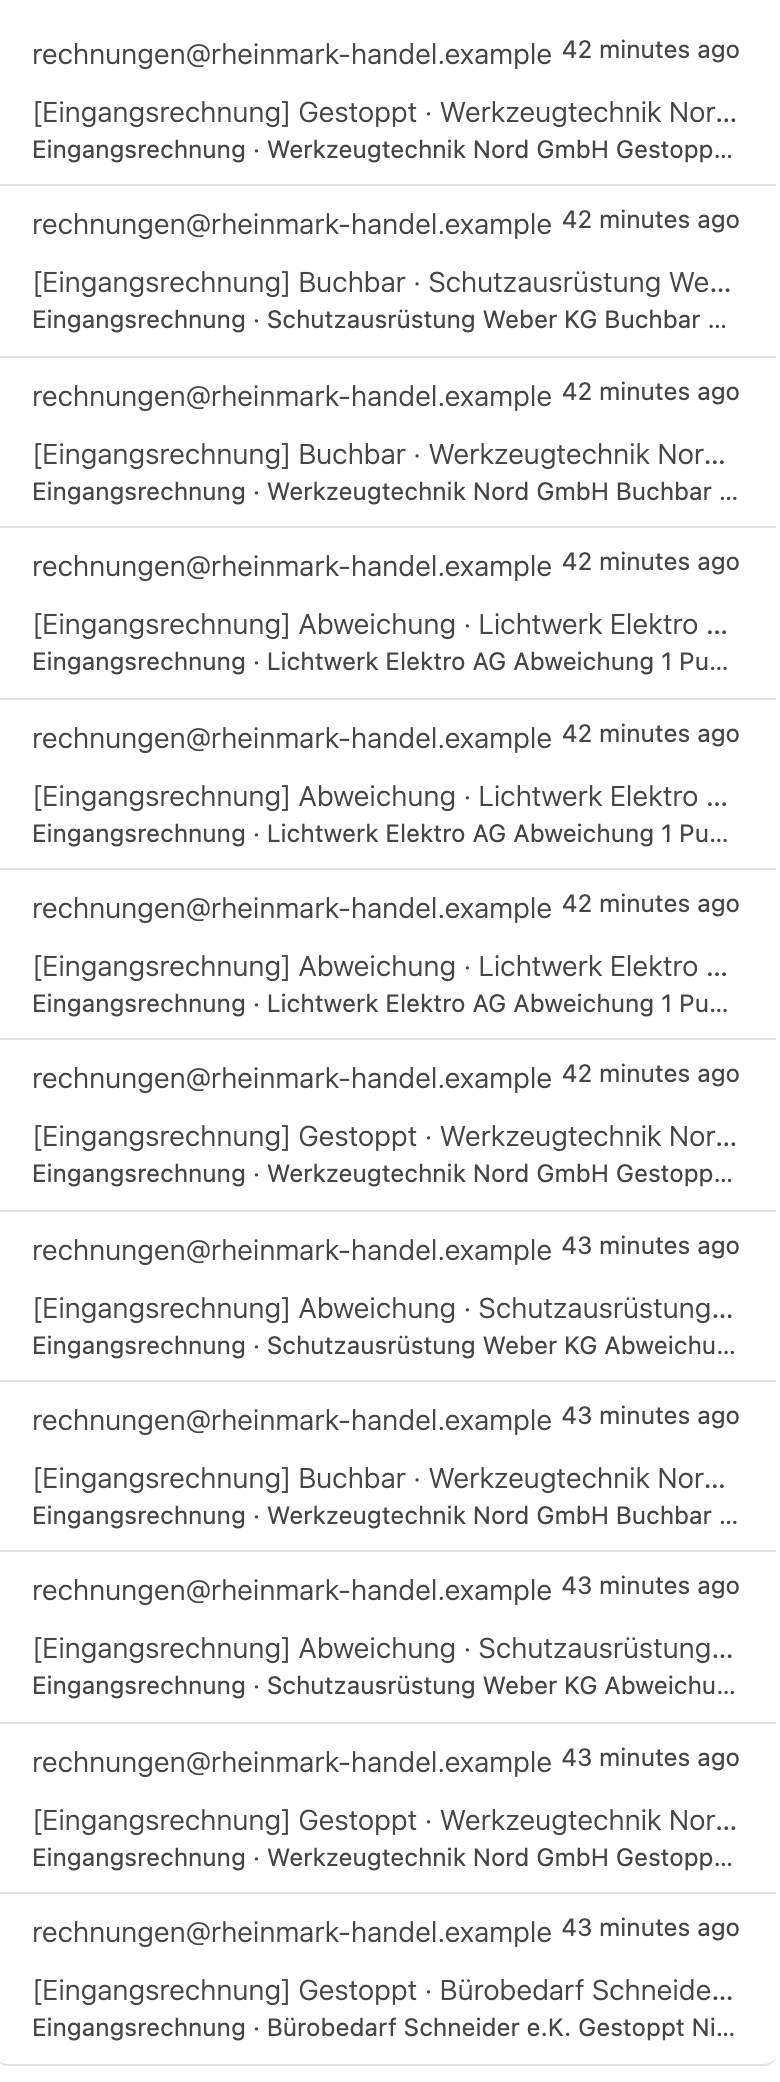 rechnungen@rheinmark-handel.example 42 minutes ago
[Eingangsrechnung] Gestoppt · Werkzeugtechnik Nor...
Eingangsrechnung · Werkzeugtechnik Nord GmbH Gestopp...
rechnungen@rheinmark-handel.example 42 minutes ago
[Eingangsrechnung] Buchbar · Schutzausrüstung We...
Eingangsrechnung · Schutzausrüstung Weber KG Buchbar ...
rechnungen@rheinmark-handel.example 42 minutes ago
[Eingangsrechnung] Buchbar · Werkzeugtechnik Nor...
Eingangsrechnung · Werkzeugtechnik Nord GmbH Buchbar ...
rechnungen@rheinmark-handel.example 42 minutes ago
[Eingangsrechnung] Abweichung · Lichtwerk Elektro ...
Eingangsrechnung · Lichtwerk Elektro AG Abweichung 1 Pu...
rechnungen@rheinmark-handel.example 42 minutes ago
[Eingangsrechnung] Abweichung · Lichtwerk Elektro ...
Eingangsrechnung · Lichtwerk Elektro AG Abweichung 1 Pu...
rechnungen@rheinmark-handel.example 42 minutes ago
[Eingangsrechnung] Abweichung · Lichtwerk Elektro ...
Eingangsrechnung · Lichtwerk Elektro AG Abweichung 1 Pu...
rechnungen@rheinmark-handel.example 42 minutes ago
[Eingangsrechnung] Gestoppt · Werkzeugtechnik Nor...
Eingangsrechnung · Werkzeugtechnik Nord GmbH Gestopp...
rechnungen@rheinmark-handel.example 43 minutes ago
[Eingangsrechnung] Abweichung · Schutzausrüstung...
Eingangsrechnung · Schutzausrüstung Weber KG Abweichu...
rechnungen@rheinmark-handel.example 43 minutes ago
[Eingangsrechnung] Buchbar · Werkzeugtechnik Nor...
Eingangsrechnung · Werkzeugtechnik Nord GmbH Buchbar ...
rechnungen@rheinmark-handel.example 43 minutes ago
[Eingangsrechnung] Abweichung · Schutzausrüstung...
Eingangsrechnung · Schutzausrüstung Weber KG Abweichu...
rechnungen@rheinmark-handel.example 43 minutes ago
[Eingangsrechnung] Gestoppt · Werkzeugtechnik Nor...
Eingangsrechnung · Werkzeugtechnik Nord GmbH Gestopp...
rechnungen@rheinmark-handel.example 43 minutes ago
[Eingangsrechnung] Gestoppt · Bürobedarf Schneide...
Eingangsrechnung · Bürobedarf Schneider e.K. Gestoppt Ni...